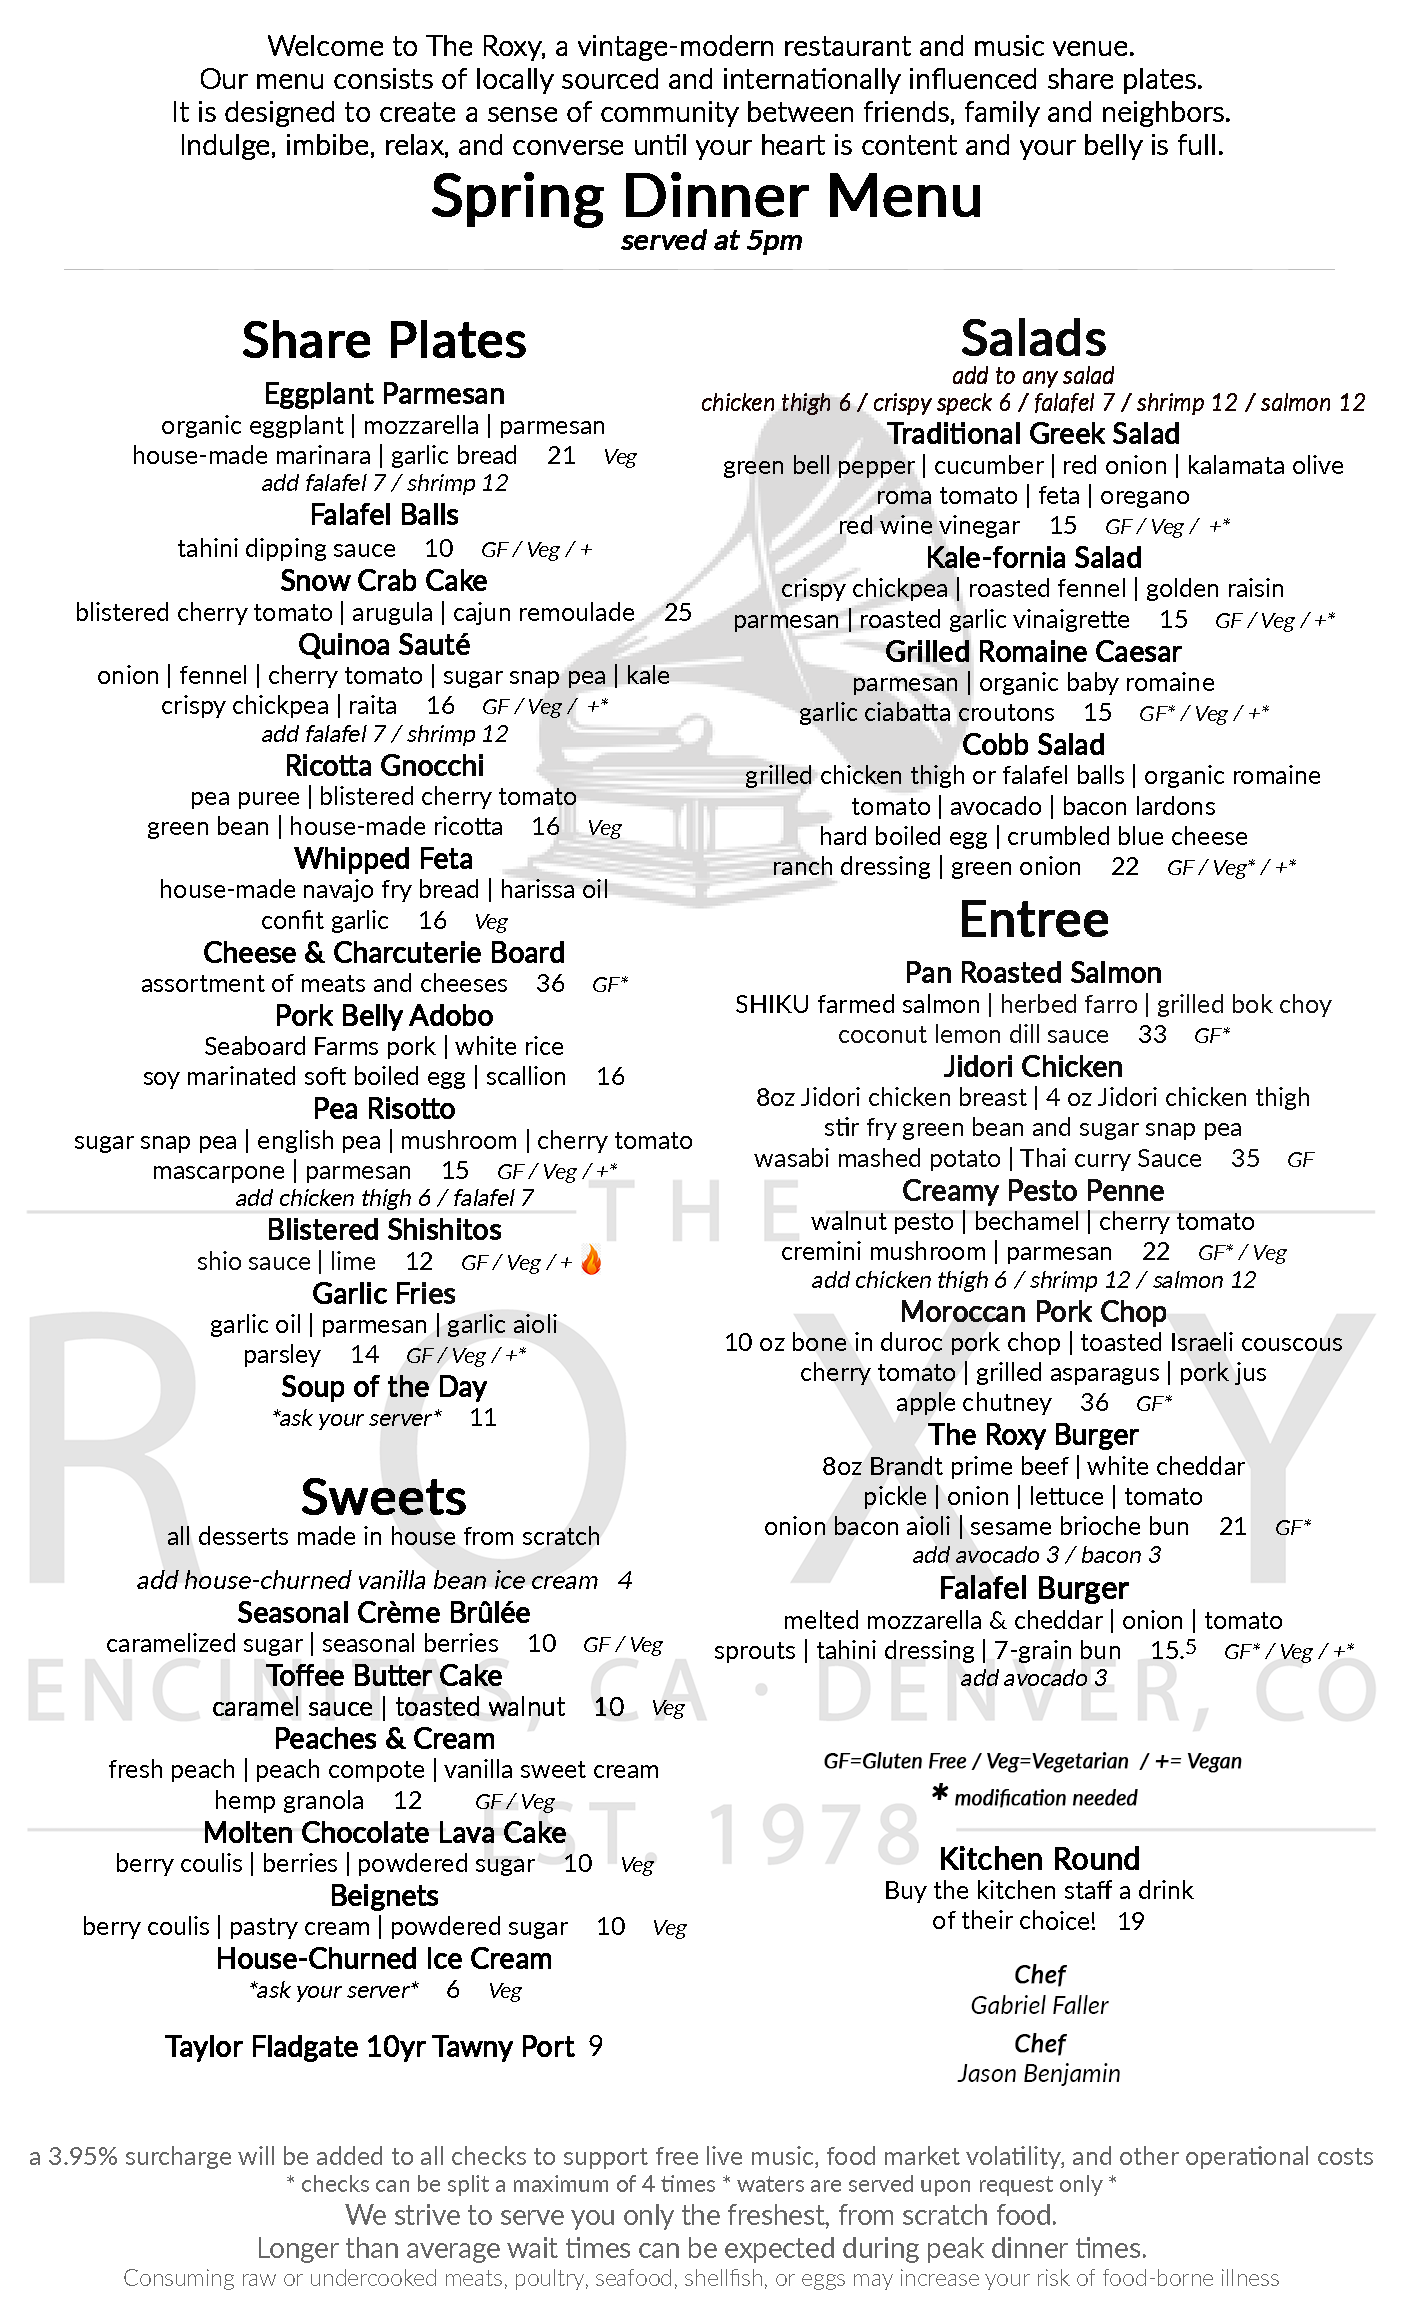 Welcome to The Roxy, a vintage-modern restaurant and music venue.
Our menu consists of locally sourced and internationally influenced share plates.
It is designed to create a sense of community between friends, family and neighbors.
Indulge, imbibe, relax, and converse until your heart is content and your belly is full.
Spring Dinner Menu
served at 5pm
Share Plates
Eggplant Parmesan
organic eggplant | mozzarella | parmesan
house-made marinara | garlic bread 21 Veg
add falafel 7 / shrimp 12
Falafel Balls
tahini dipping sauce 10 GF / Veg / +
Snow Crab Cake
blistered cherry tomato | arugula | cajun remoulade 25
Quinoa Sauté
onion | fennel | cherry tomato | sugar snap pea | kale
crispy chickpea | raita 16 GF / Veg / +*
add falafel 7 / shrimp 12
Ricotta Gnocchi
pea puree | blistered cherry tomato
green bean | house-made ricotta 16 Veg
Whipped Feta
house-made navajo fry bread | harissa oil
confit garlic 16 Veg
Cheese & Charcuterie Board
assortment of meats and cheeses 36 GF*
Pork Belly Adobo
Seaboard Farms pork | white rice
soy marinated soft boiled egg | scallion 16
Pea Risotto
sugar snap pea | english pea | mushroom | cherry tomato
mascarpone | parmesan 15 GF / Veg / +*
add chicken thigh 6 / falafel 7
Blistered Shishitos
shio sauce | lime 12 GF / Veg / + 🔥
Garlic Fries
garlic oil | parmesan | garlic aioli
parsley 14 GF / Veg / +*
Soup of the Day
*ask your server* 11
Sweets
all desserts made in house from scratch
add house-churned vanilla bean ice cream 4
Seasonal Crème Brûlée
caramelized sugar | seasonal berries 10 GF / Veg
Toffee Butter Cake
caramel sauce | toasted walnut 10 Veg
Peaches & Cream
fresh peach | peach compote | vanilla sweet cream
hemp granola 12 GF / Veg
Molten Chocolate Lava Cake
berry coulis | berries | powdered sugar 10 Veg
Beignets
berry coulis | pastry cream | powdered sugar 10 Veg
House-Churned Ice Cream
*ask your server* 6 Veg
Taylor Fladgate 10yr Tawny Port 9
Salads
add to any salad
chicken thigh 6 / crispy speck 6 / falafel 7 / shrimp 12 / salmon 12
Traditional Greek Salad
green bell pepper | cucumber | red onion | kalamata olive
roma tomato | feta | oregano
red wine vinegar 15 GF / Veg / +*
Kale-fornia Salad
crispy chickpea | roasted fennel | golden raisin
parmesan | roasted garlic vinaigrette 15 GF / Veg / +*
Grilled Romaine Caesar
parmesan | organic baby romaine
garlic ciabatta croutons 15 GF* / Veg / +*
Cobb Salad
grilled chicken thigh or falafel balls | organic romaine
tomato | avocado | bacon lardons
hard boiled egg | crumbled blue cheese
ranch dressing | green onion 22 GF / Veg* / +*
Entree
Pan Roasted Salmon
SHIKU farmed salmon | herbed farro | grilled bok choy
coconut lemon dill sauce 33 GF*
Jidori Chicken
8oz Jidori chicken breast | 4 oz Jidori chicken thigh
stir fry green bean and sugar snap pea
wasabi mashed potato | Thai curry Sauce 35 GF
Creamy Pesto Penne
walnut pesto | bechamel | cherry tomato
cremini mushroom | parmesan 22 GF* / Veg
add chicken thigh 6 / shrimp 12 / salmon 12
Moroccan Pork Chop
10 oz bone in duroc pork chop | toasted Israeli couscous
cherry tomato | grilled asparagus | pork jus
apple chutney 36 GF*
The Roxy Burger
8oz Brandt prime beef | white cheddar
pickle | onion | lettuce | tomato
onion bacon aioli | sesame brioche bun 21 GF*
add avocado 3 / bacon 3
Falafel Burger
melted mozzarella & cheddar | onion | tomato
sprouts | tahini dressing | 7-grain bun 15.5 GF* / Veg / +*
add avocado 3
GF=Gluten Free / Veg=Vegetarian / += Vegan
* modification needed
Kitchen Round
Buy the kitchen staff a drink
of their choice! 19
Chef
Gabriel Faller
Chef
Jason Benjamin
THE
ROXY
ENCINITAS, CA · DENVER, CO
EST. 1978
a 3.95% surcharge will be added to all checks to support free live music, food market volatility, and other operational costs
* checks can be split a maximum of 4 times * waters are served upon request only *
We strive to serve you only the freshest, from scratch food.
Longer than average wait times can be expected during peak dinner times.
Consuming raw or undercooked meats, poultry, seafood, shellfish, or eggs may increase your risk of food-borne illness